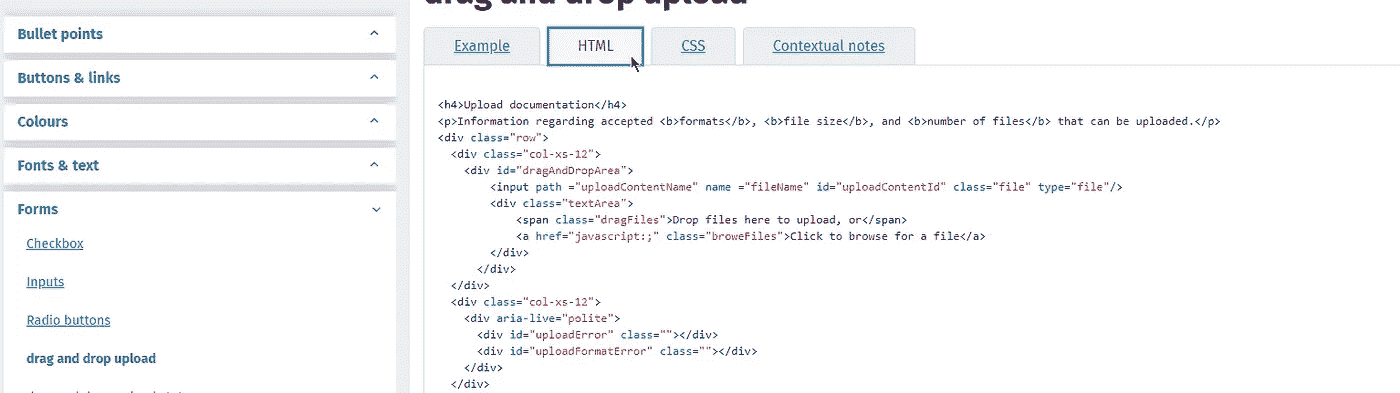 drag and drop upload
Bullet points
Buttons & links
Colours
Fonts & text
Forms
Checkbox
Inputs
Radio buttons
drag and drop upload
Example
HTML
CSS
Contextual notes
<h4>Upload documentation</h4>
<p>Information regarding accepted <b>formats</b>, <b>file size</b>, and <b>number of files</b> that can be uploaded.</p>
<div class="row">
<div class="col-xs-12">
<div id="dragAndDropArea">
<input path ="uploadContentName" name ="fileName" id="uploadContentId" class="file" type="file"/>
<div class="textArea">
<span class="dragFiles">Drop files here to upload, or</span>
<a href="javascript:;" class="broweFiles">Click to browse for a file</a>
</div>
</div>
</div>
<div class="col-xs-12">
<div aria-live="polite">
<div id="uploadError" class=""></div>
<div id="uploadFormatError" class=""></div>
</div>
</div>